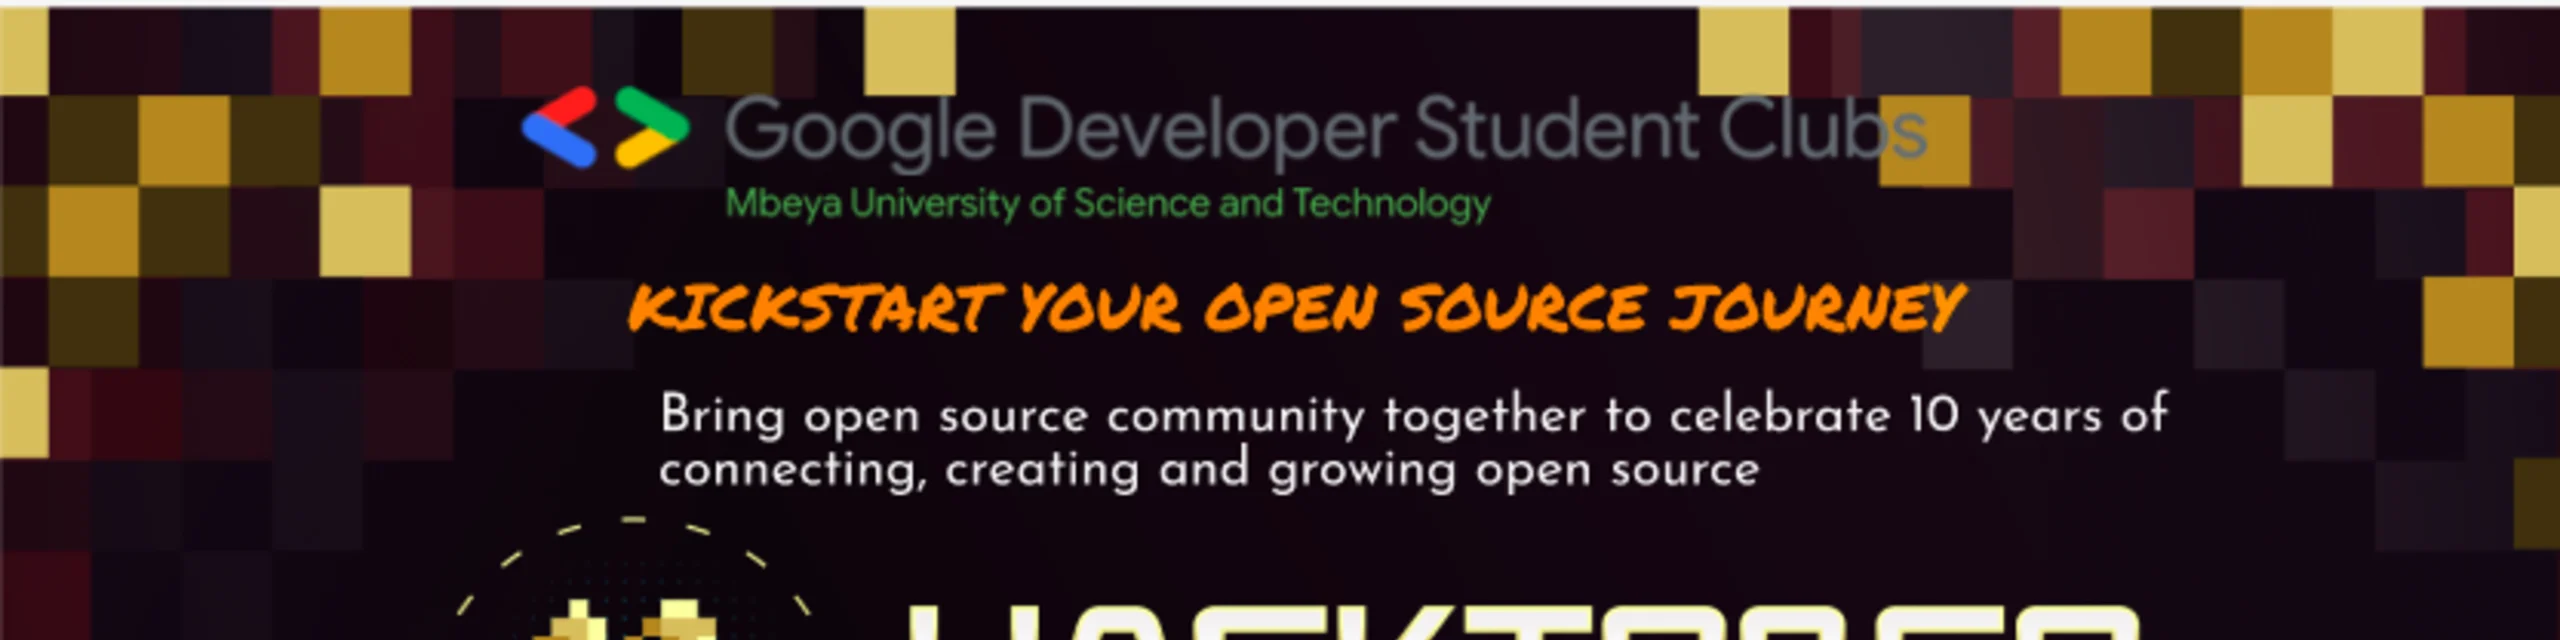 Google Developer Student Clubs
Mbeya University of Science and Technology
KICKSTART YOUR OPEN SOURCE JOURNEY
Bring open source community together to celebrate 10 years of
connecting, creating and growing open source